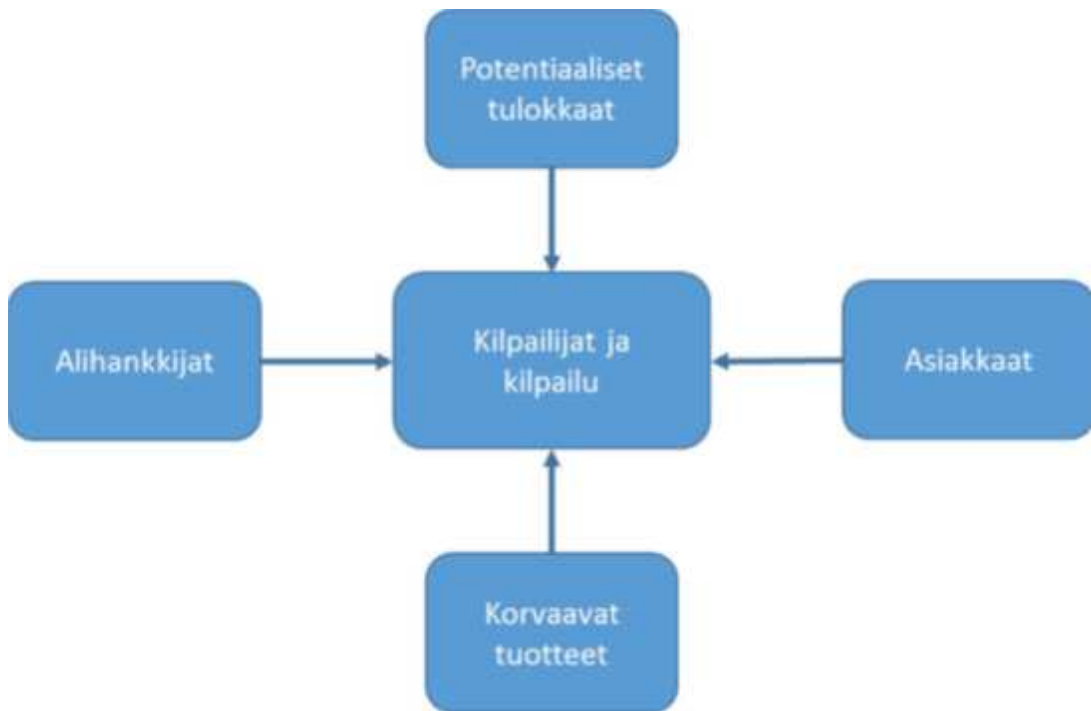 Potentiaaliset
tulokkaat
Alihankkijat
Kilpailijat ja
kilpailu
Asiakkaat
Korvaavat
tuotteet